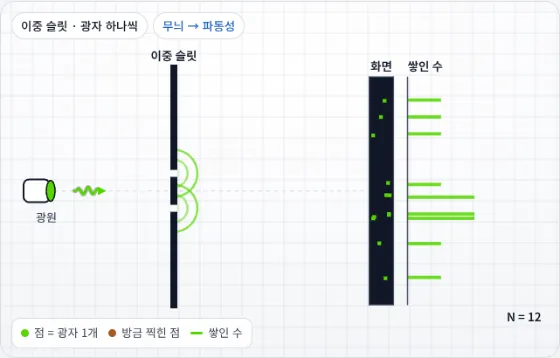 이중 슬릿 · 광자 하나씩
무늬 → 파동성
이중 슬릿
화면
쌓인 수
광원
N = 12
점 = 광자 1개
방금 찍힌 점
쌓인 수